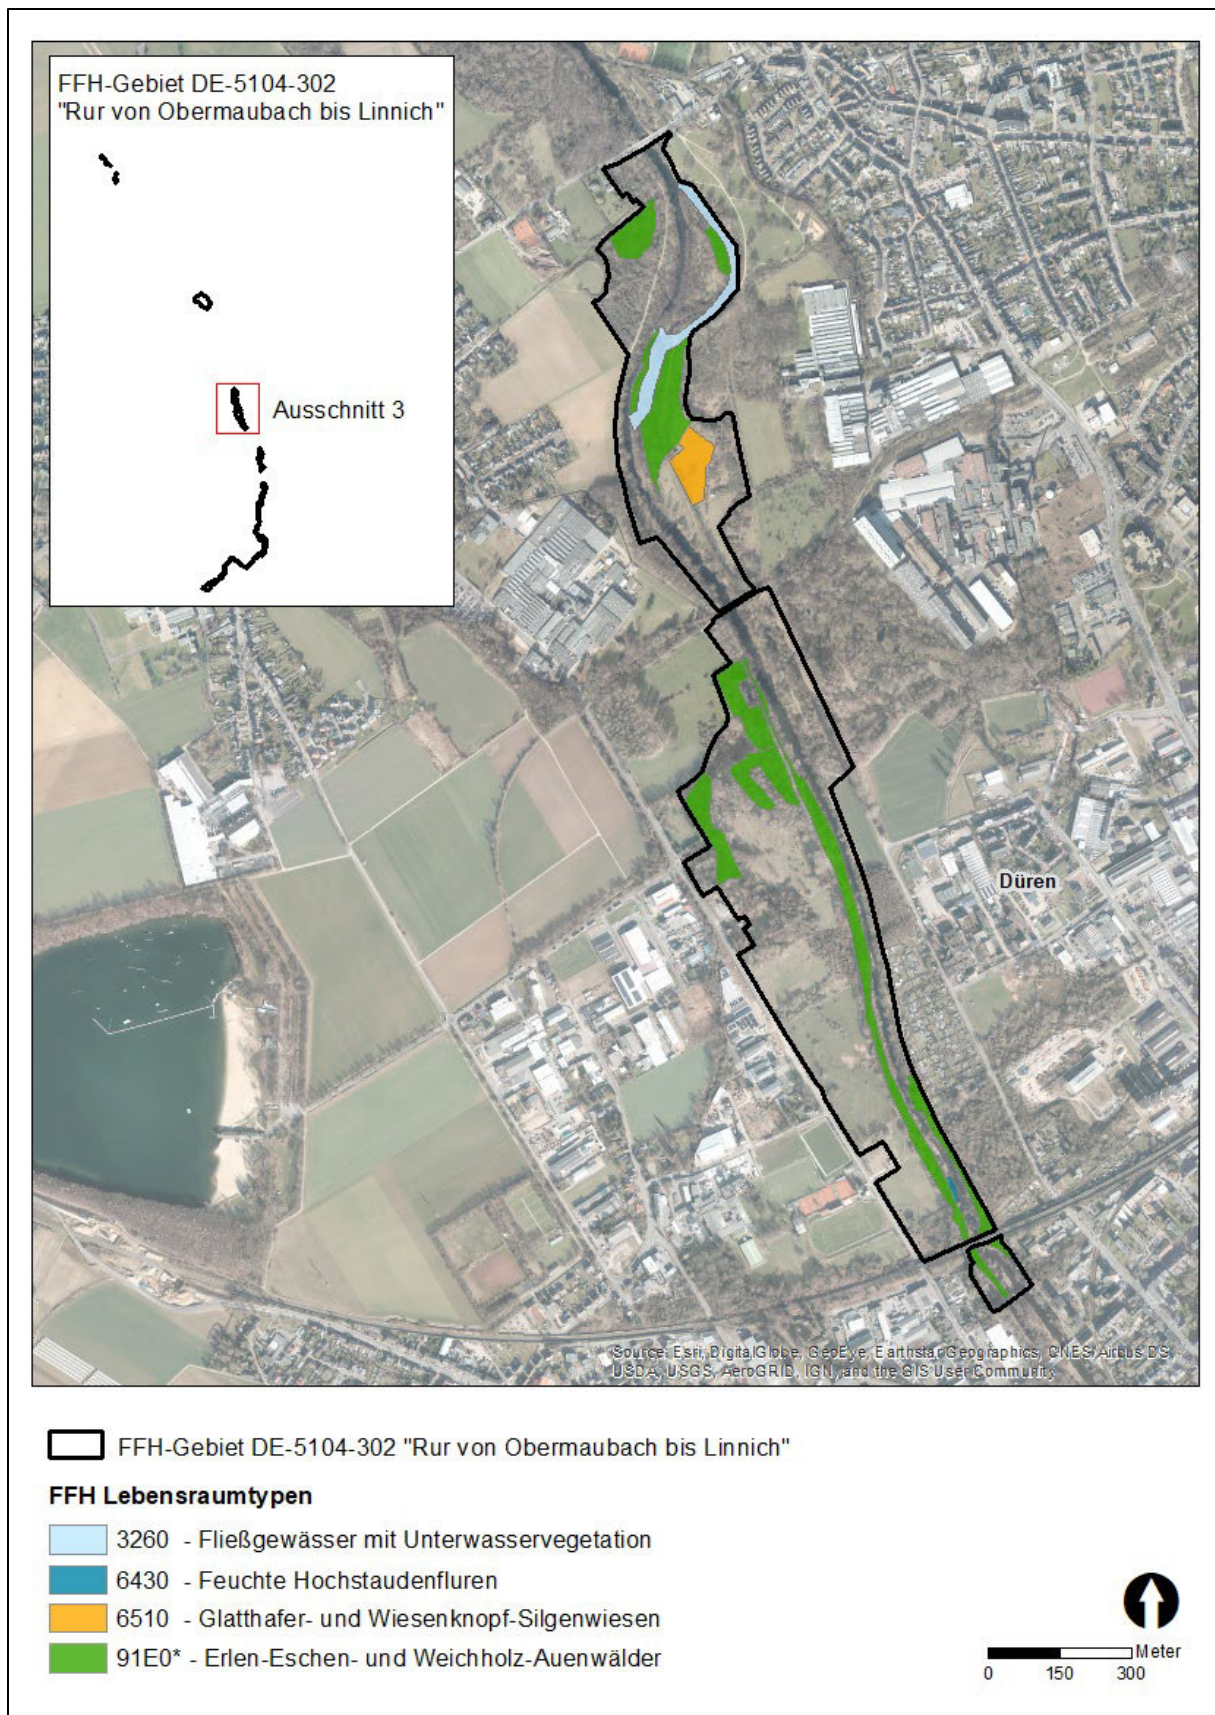 FFH-Gebiet DE-5104-302
"Rur von Obermaubach bis Linnich"
Ausschnitt 3
Düren
Source: Esri, DigitalGlobe, GeoEye, Earthstar Geographics, CNES/Airbus DS,
USDA, USGS, AeroGRID, IGN, and the GIS User Community
FFH-Gebiet DE-5104-302 "Rur von Obermaubach bis Linnich"
FFH Lebensraumtypen
3260 - Fließgewässer mit Unterwasservegetation
6430 - Feuchte Hochstaudenfluren
6510 - Glatthafer- und Wiesenknopf-Silgenwiesen
91E0* - Erlen-Eschen- und Weichholz-Auenwälder
Meter
0 150 300